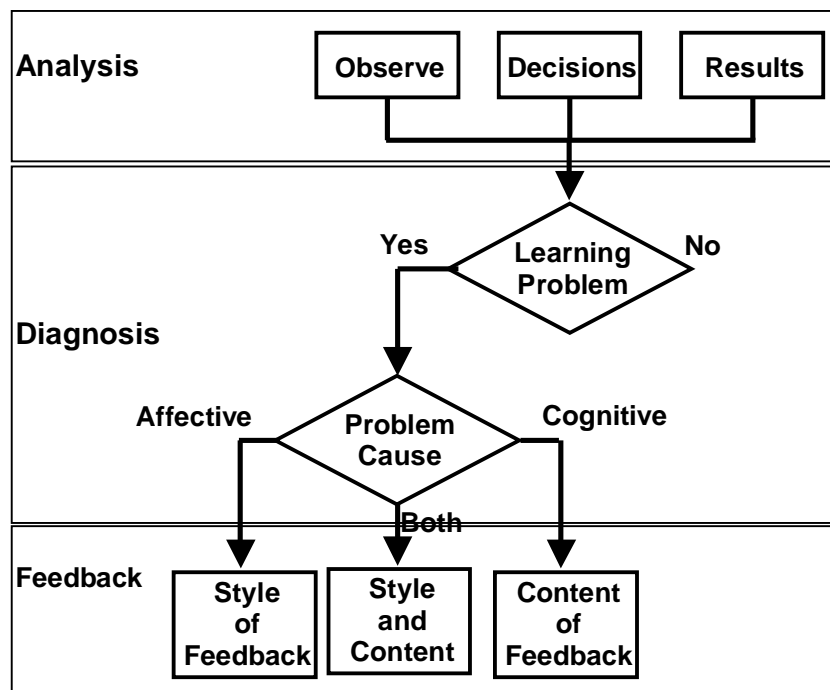 Analysis
Observe
Decisions
Results
Yes
Learning
Problem
No
Diagnosis
Affective
Problem
Cause
Cognitive
Both
Feedback
Style
of
Feedback
Style
and
Content
Content
of
Feedback